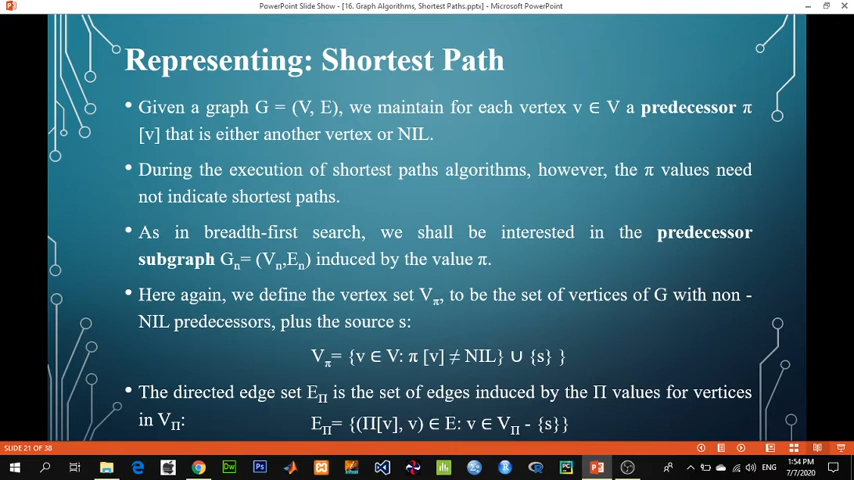 PowerPoint Slide Show - [16. Graph Algorithms, Shortest Paths.pptx] - Microsoft PowerPoint
Representing: Shortest Path
• Given a graph G = (V, E), we maintain for each vertex v ∈ V a predecessor π
[v] that is either another vertex or NIL.
• During the execution of shortest paths algorithms, however, the π values need
not indicate shortest paths.
• As in breadth-first search, we shall be interested in the predecessor
subgraph Gn= (Vn,En) induced by the value π.
• Here again, we define the vertex set Vπ, to be the set of vertices of G with non -
NIL predecessors, plus the source s:
Vπ= {v ∈ V: π [v] ≠ NIL} ∪ {s} }
• The directed edge set EΠ is the set of edges induced by the Π values for vertices
in VΠ:
EΠ= {(Π[v], v) ∈ E: v ∈ VΠ - {s}}
SLIDE 21 OF 38
Dw
Ps
R
PC
ENG
1:54 PM
7/7/2020